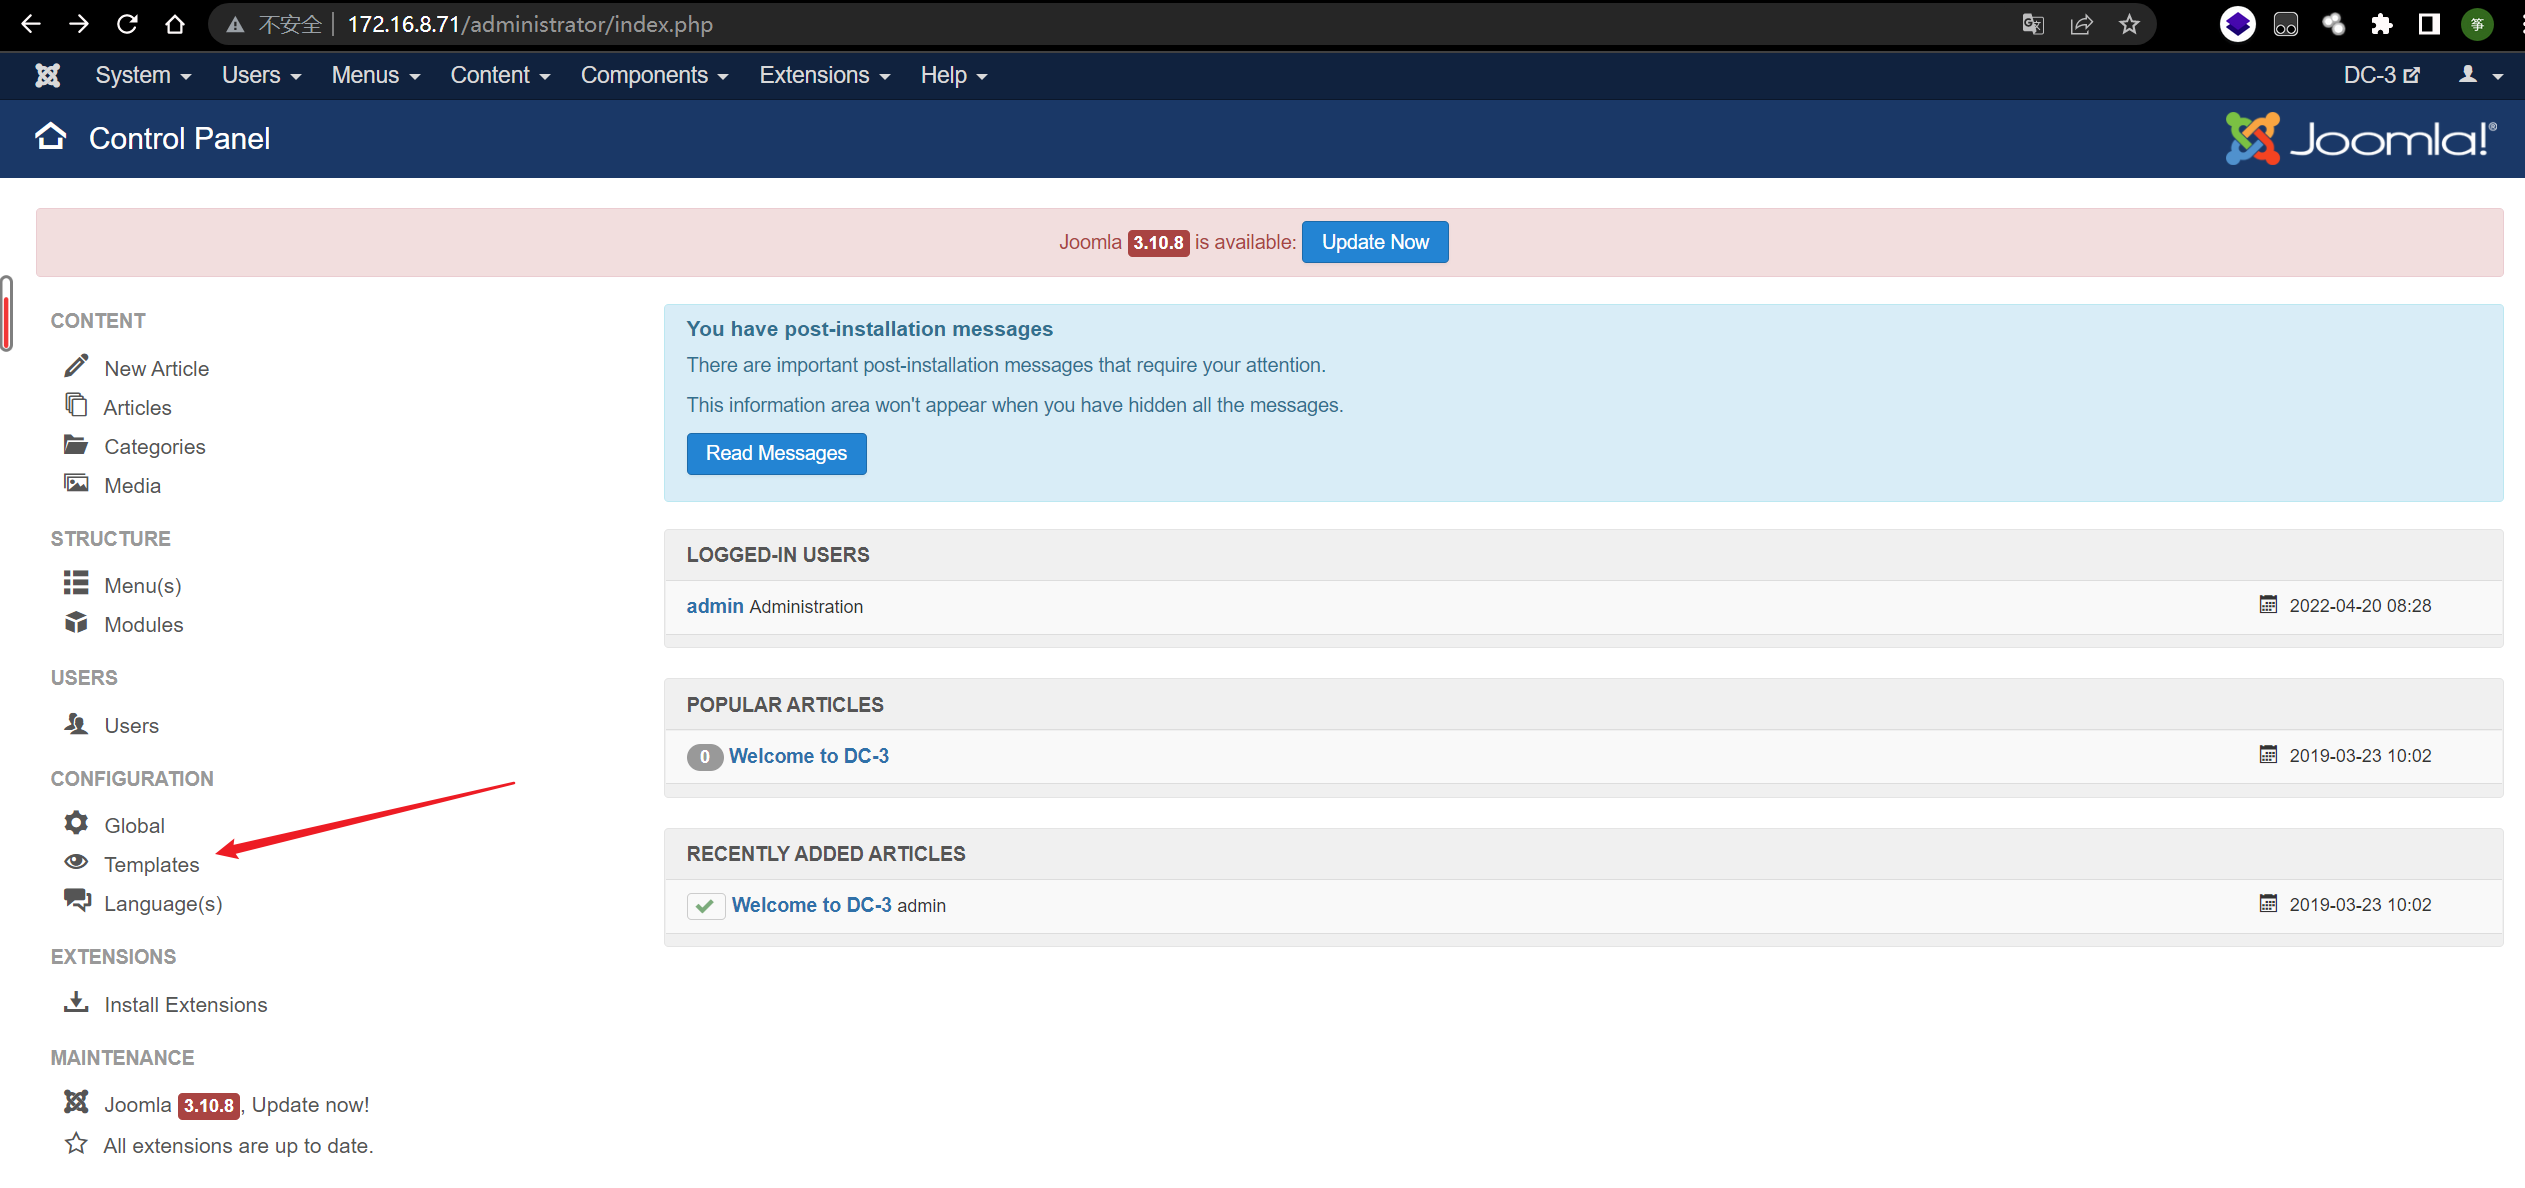 不安全 172.16.8.71/administrator/index.php 筝
System Users Menus Content Components Extensions Help DC-3
Control Panel Joomla!®
Joomla 3.10.8 is available: Update Now
CONTENT
New Article
Articles
Categories
Media
STRUCTURE
Menu(s)
Modules
USERS
Users
CONFIGURATION
Global
Templates
Language(s)
EXTENSIONS
Install Extensions
MAINTENANCE
Joomla 3.10.8, Update now!
All extensions are up to date.
You have post-installation messages
There are important post-installation messages that require your attention.
This information area won't appear when you have hidden all the messages.
Read Messages
LOGGED-IN USERS
admin Administration 2022-04-20 08:28
POPULAR ARTICLES
0 Welcome to DC-3 2019-03-23 10:02
RECENTLY ADDED ARTICLES
Welcome to DC-3 admin 2019-03-23 10:02